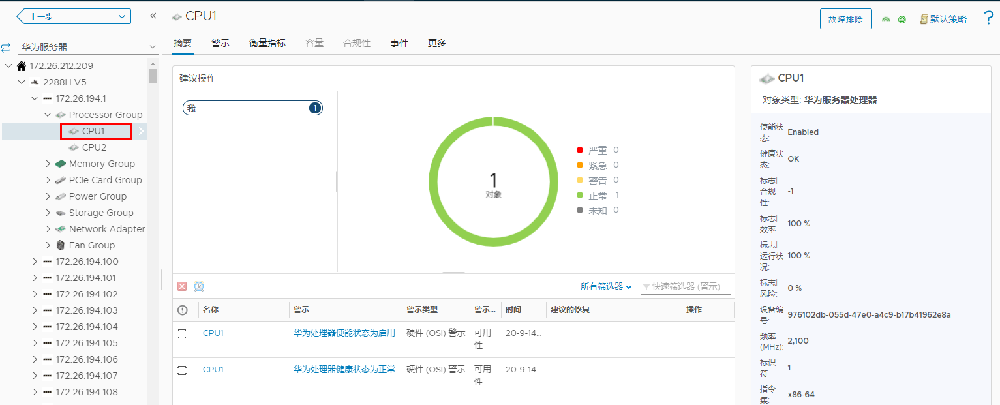 上一步
华为服务器
172.26.212.209
2288H V5
172.26.194.1
Processor Group
CPU1
CPU2
Memory Group
PCIe Card Group
Power Group
Storage Group
Network Adapter
Fan Group
172.26.194.100
172.26.194.101
172.26.194.102
172.26.194.103
172.26.194.104
172.26.194.105
172.26.194.106
172.26.194.107
172.26.194.108
CPU1
故障排除
默认策略
?
摘要 警示 衡量指标 容量 合规性 事件 更多...
建议操作
我 1
1
对象
严重 0
紧急 0
警告 0
正常 1
未知 0
所有筛选器
快速筛选器 (警示)
名称 警示 警示类型 警示... 时间 建议的修复 操作
CPU1 华为处理器使能状态为启用 硬件 (OSI) 警示 可用 20-9-14...
性
CPU1 华为处理器健康状态为正常 硬件 (OSI) 警示 可用 20-9-14...
性
CPU1
对象类型: 华为服务器处理器
使能状
态:
Enabled
健康状
态:
OK
标志|
合规
性:
-1
标志|
效率:
100 %
标志|
运行状
况:
100 %
标志|
风险:
0 %
设备编
号:
976102db-055d-47e0-a4c9-b17b41962e8a
频率
(MHz):
2,100
标识
符:
1
指令
集:
x86-64